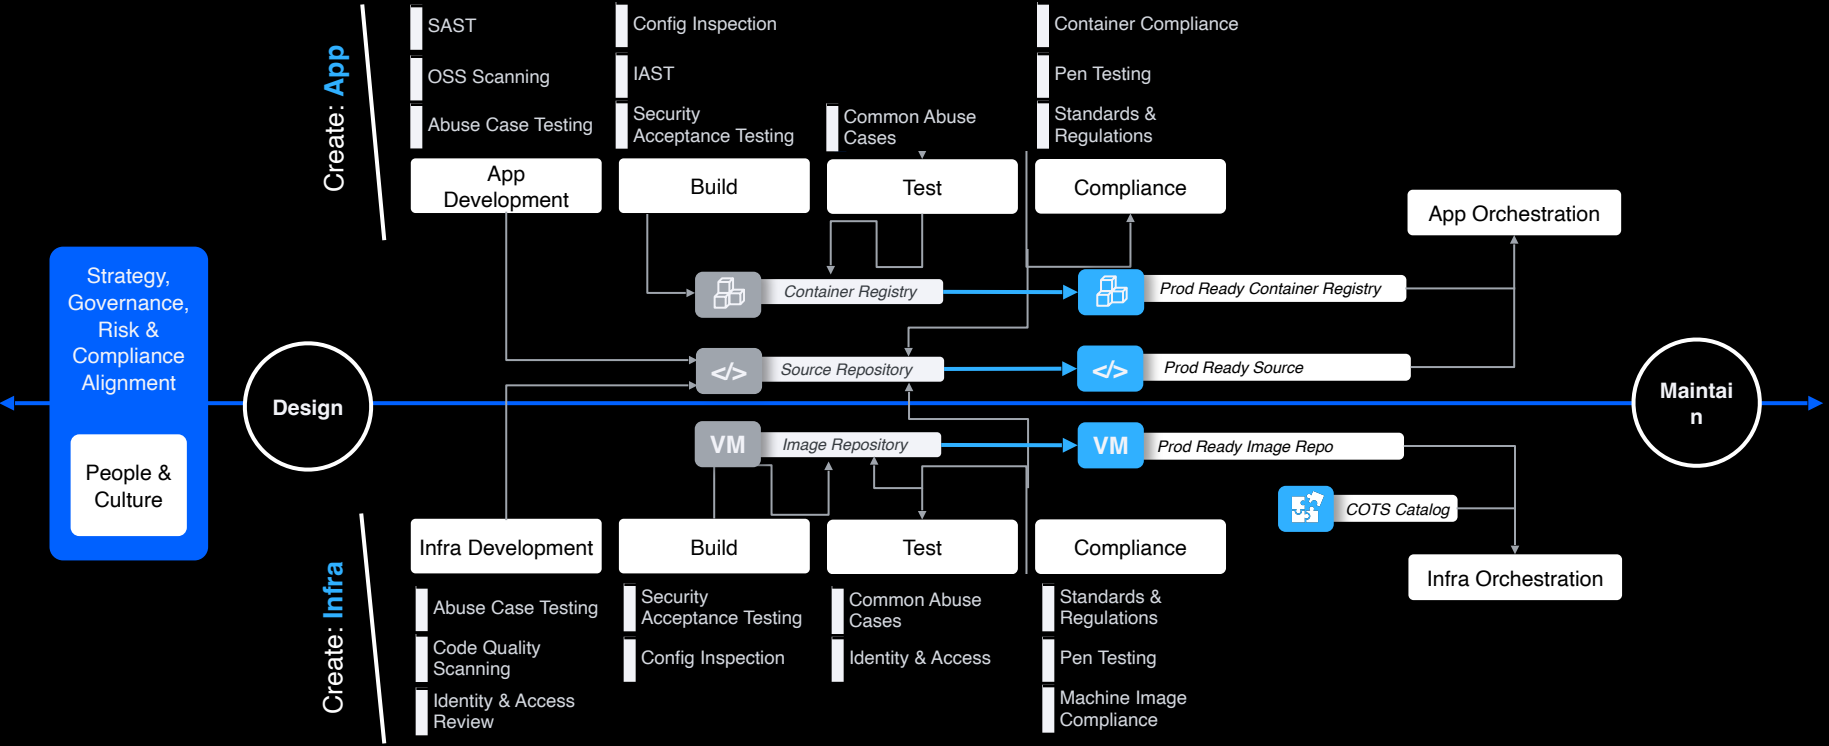 Create: App
SAST
OSS Scanning
Abuse Case Testing
Config Inspection
IAST
Security
Acceptance Testing
Common Abuse
Cases
Container Compliance
Pen Testing
Standards &
Regulations
App
Development
Build
Test
Compliance
App Orchestration
Strategy,
Governance,
Risk &
Compliance
Alignment
People &
Culture
Design
Container Registry
Prod Ready Container Registry
</>
Source Repository
</>
Prod Ready Source
VM
Image Repository
VM
Prod Ready Image Repo
COTS Catalog
Maintai
n
Create: Infra
Infra Development
Build
Test
Compliance
Infra Orchestration
Abuse Case Testing
Code Quality
Scanning
Identity & Access
Review
Security
Acceptance Testing
Config Inspection
Common Abuse
Cases
Identity & Access
Standards &
Regulations
Pen Testing
Machine Image
Compliance